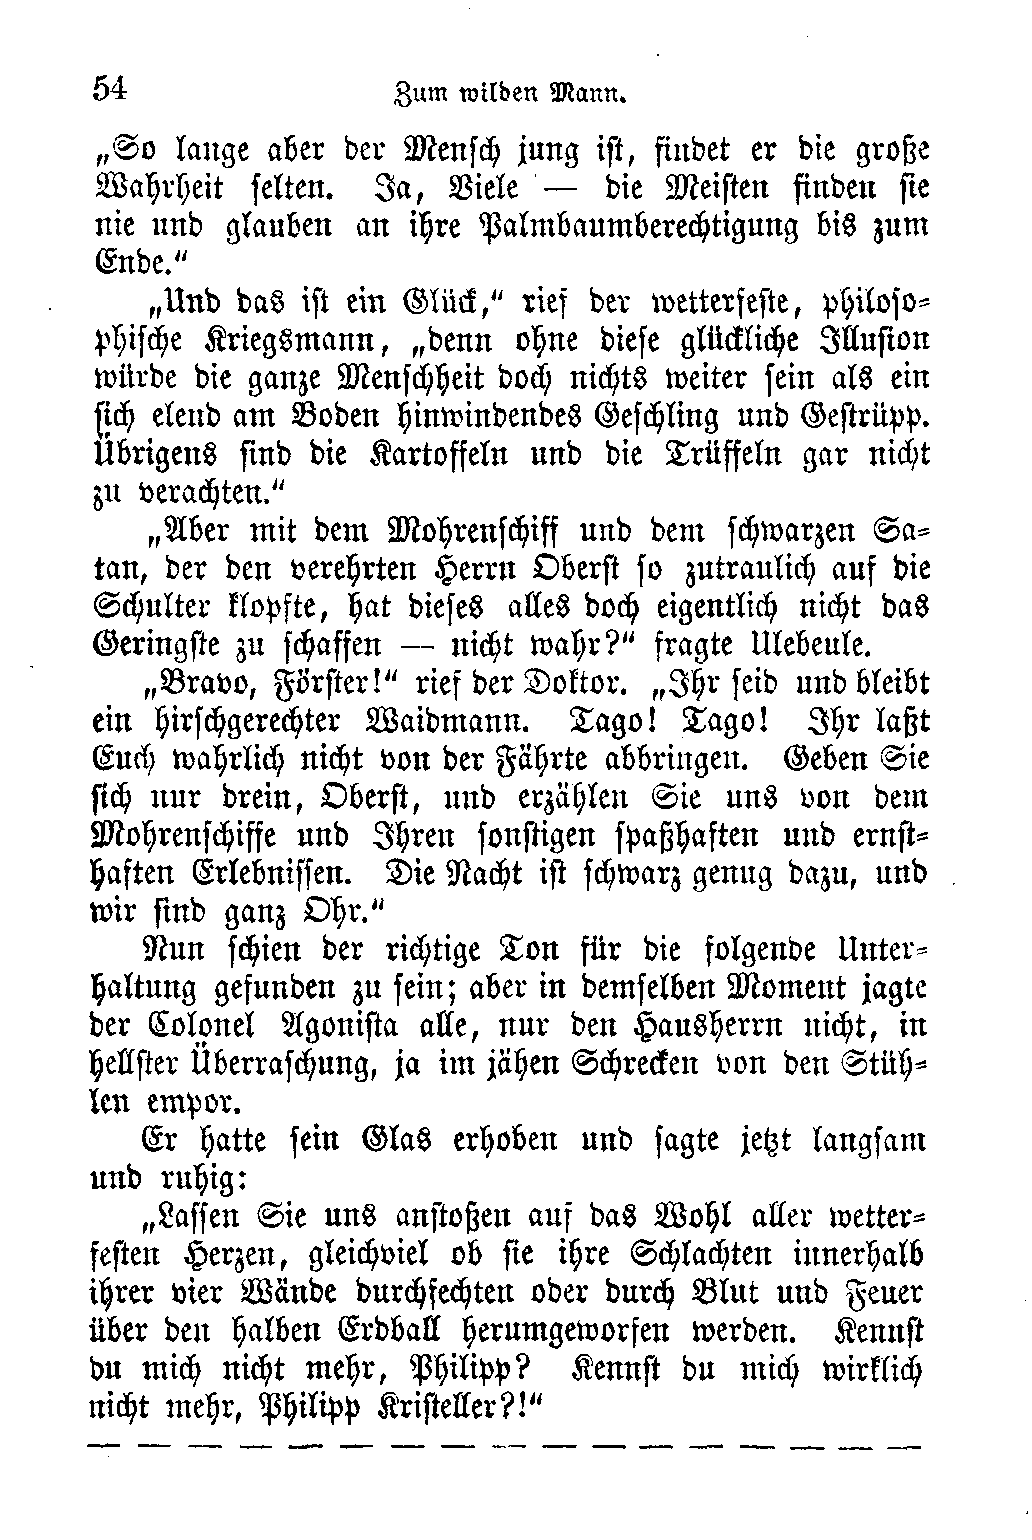 54 Zum wilden Mann.
„So lange aber der Mensch jung ist, findet er die große
Wahrheit selten. Ja, Viele — die Meisten finden sie
nie und glauben an ihre Palmbaumberechtigung bis zum
Ende.“
„Und das ist ein Glück,“ rief der wetterfeste, philoso-
phische Kriegsmann, „denn ohne diese glückliche Illusion
würde die ganze Menschheit doch nichts weiter sein als ein
sich elend am Boden hinwindendes Geschling und Gestrüpp.
Übrigens sind die Kartoffeln und die Trüffeln gar nicht
zu verachten.“
„Aber mit dem Mohrenschiff und dem schwarzen Sa-
tan, der den verehrten Herrn Oberst so zutraulich auf die
Schulter klopfte, hat dieses alles doch eigentlich nicht das
Geringste zu schaffen — nicht wahr?“ fragte Ulebeule.
„Bravo, Förster!“ rief der Doktor. „Ihr seid und bleibt
ein hirschgerechter Waidmann. Tago! Tago! Ihr laßt
Euch wahrlich nicht von der Fährte abbringen. Geben Sie
sich nur drein, Oberst, und erzählen Sie uns von dem
Mohrenschiffe und Ihren sonstigen spaßhaften und ernst-
haften Erlebnissen. Die Nacht ist schwarz genug dazu, und
wir sind ganz Ohr.“
Nun schien der richtige Ton für die folgende Unter-
haltung gefunden zu sein; aber in demselben Moment jagte
der Colonel Agonista alle, nur den Hausherrn nicht, in
hellster Überraschung, ja im jähen Schrecken von den Stüh-
len empor.
Er hatte sein Glas erhoben und sagte jetzt langsam
und ruhig:
„Lassen Sie uns anstoßen auf das Wohl aller wetter-
festen Herzen, gleichviel ob sie ihre Schlachten innerhalb
ihrer vier Wände durchfechten oder durch Blut und Feuer
über den halben Erdball herumgeworfen werden. Kennst
du mich nicht mehr, Philipp? Kennst du mich wirklich
nicht mehr, Philipp Kristeller?!“